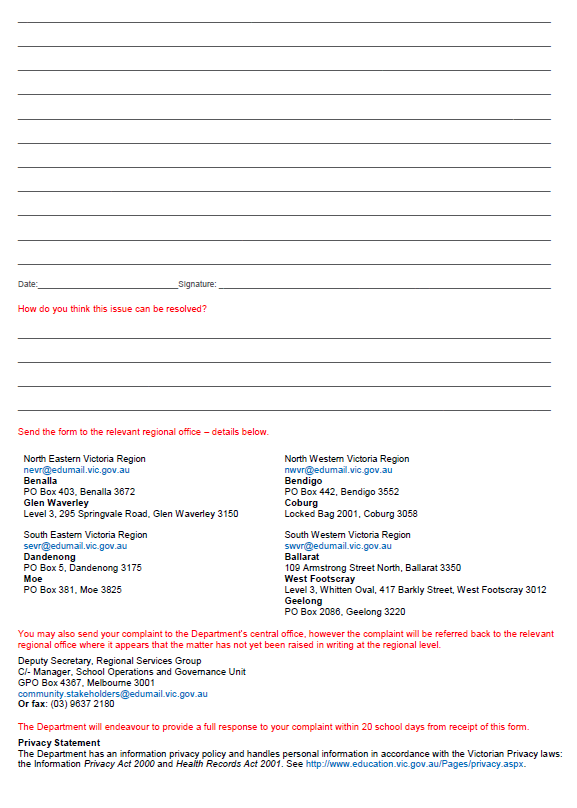 Date: Signature:
How do you think this issue can be resolved?
Send the form to the relevant regional office – details below.
North Eastern Victoria Region
nevr@edumail.vic.gov.au
Benalla
PO Box 403, Benalla 3672
Glen Waverley
Level 3, 295 Springvale Road, Glen Waverley 3150
North Western Victoria Region
nwvr@edumail.vic.gov.au
Bendigo
PO Box 442, Bendigo 3552
Coburg
Locked Bag 2001, Coburg 3058
South Eastern Victoria Region
sevr@edumail.vic.gov.au
Dandenong
PO Box 5, Dandenong 3175
Moe
PO Box 381, Moe 3825
South Western Victoria Region
swvr@edumail.vic.gov.au
Ballarat
109 Armstrong Street North, Ballarat 3350
West Footscray
Level 3, Whitten Oval, 417 Barkly Street, West Footscray 3012
Geelong
PO Box 2086, Geelong 3220
You may also send your complaint to the Department's central office, however the complaint will be referred back to the relevant
regional office where it appears that the matter has not yet been raised in writing at the regional level.
Deputy Secretary, Regional Services Group
C/- Manager, School Operations and Governance Unit
GPO Box 4367, Melbourne 3001
community.stakeholders@edumail.vic.gov.au
Or fax: (03) 9637 2180
The Department will endeavour to provide a full response to your complaint within 20 school days from receipt of this form.
Privacy Statement
The Department has an information privacy policy and handles personal information in accordance with the Victorian Privacy laws:
the Information Privacy Act 2000 and Health Records Act 2001. See http://www.education.vic.gov.au/Pages/privacy.aspx.